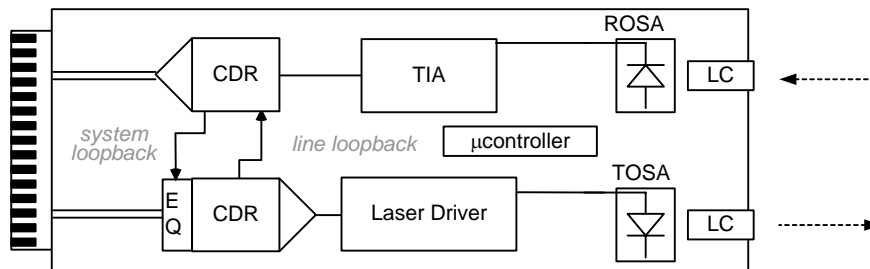 ROSA
CDR
TIA
LC
system
loopback
line loopback
μcontroller
TOSA
E
Q
CDR
Laser Driver
LC